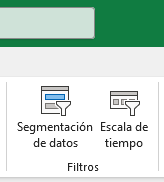 Segmentación
de datos
Escala de
tiempo
Filtros